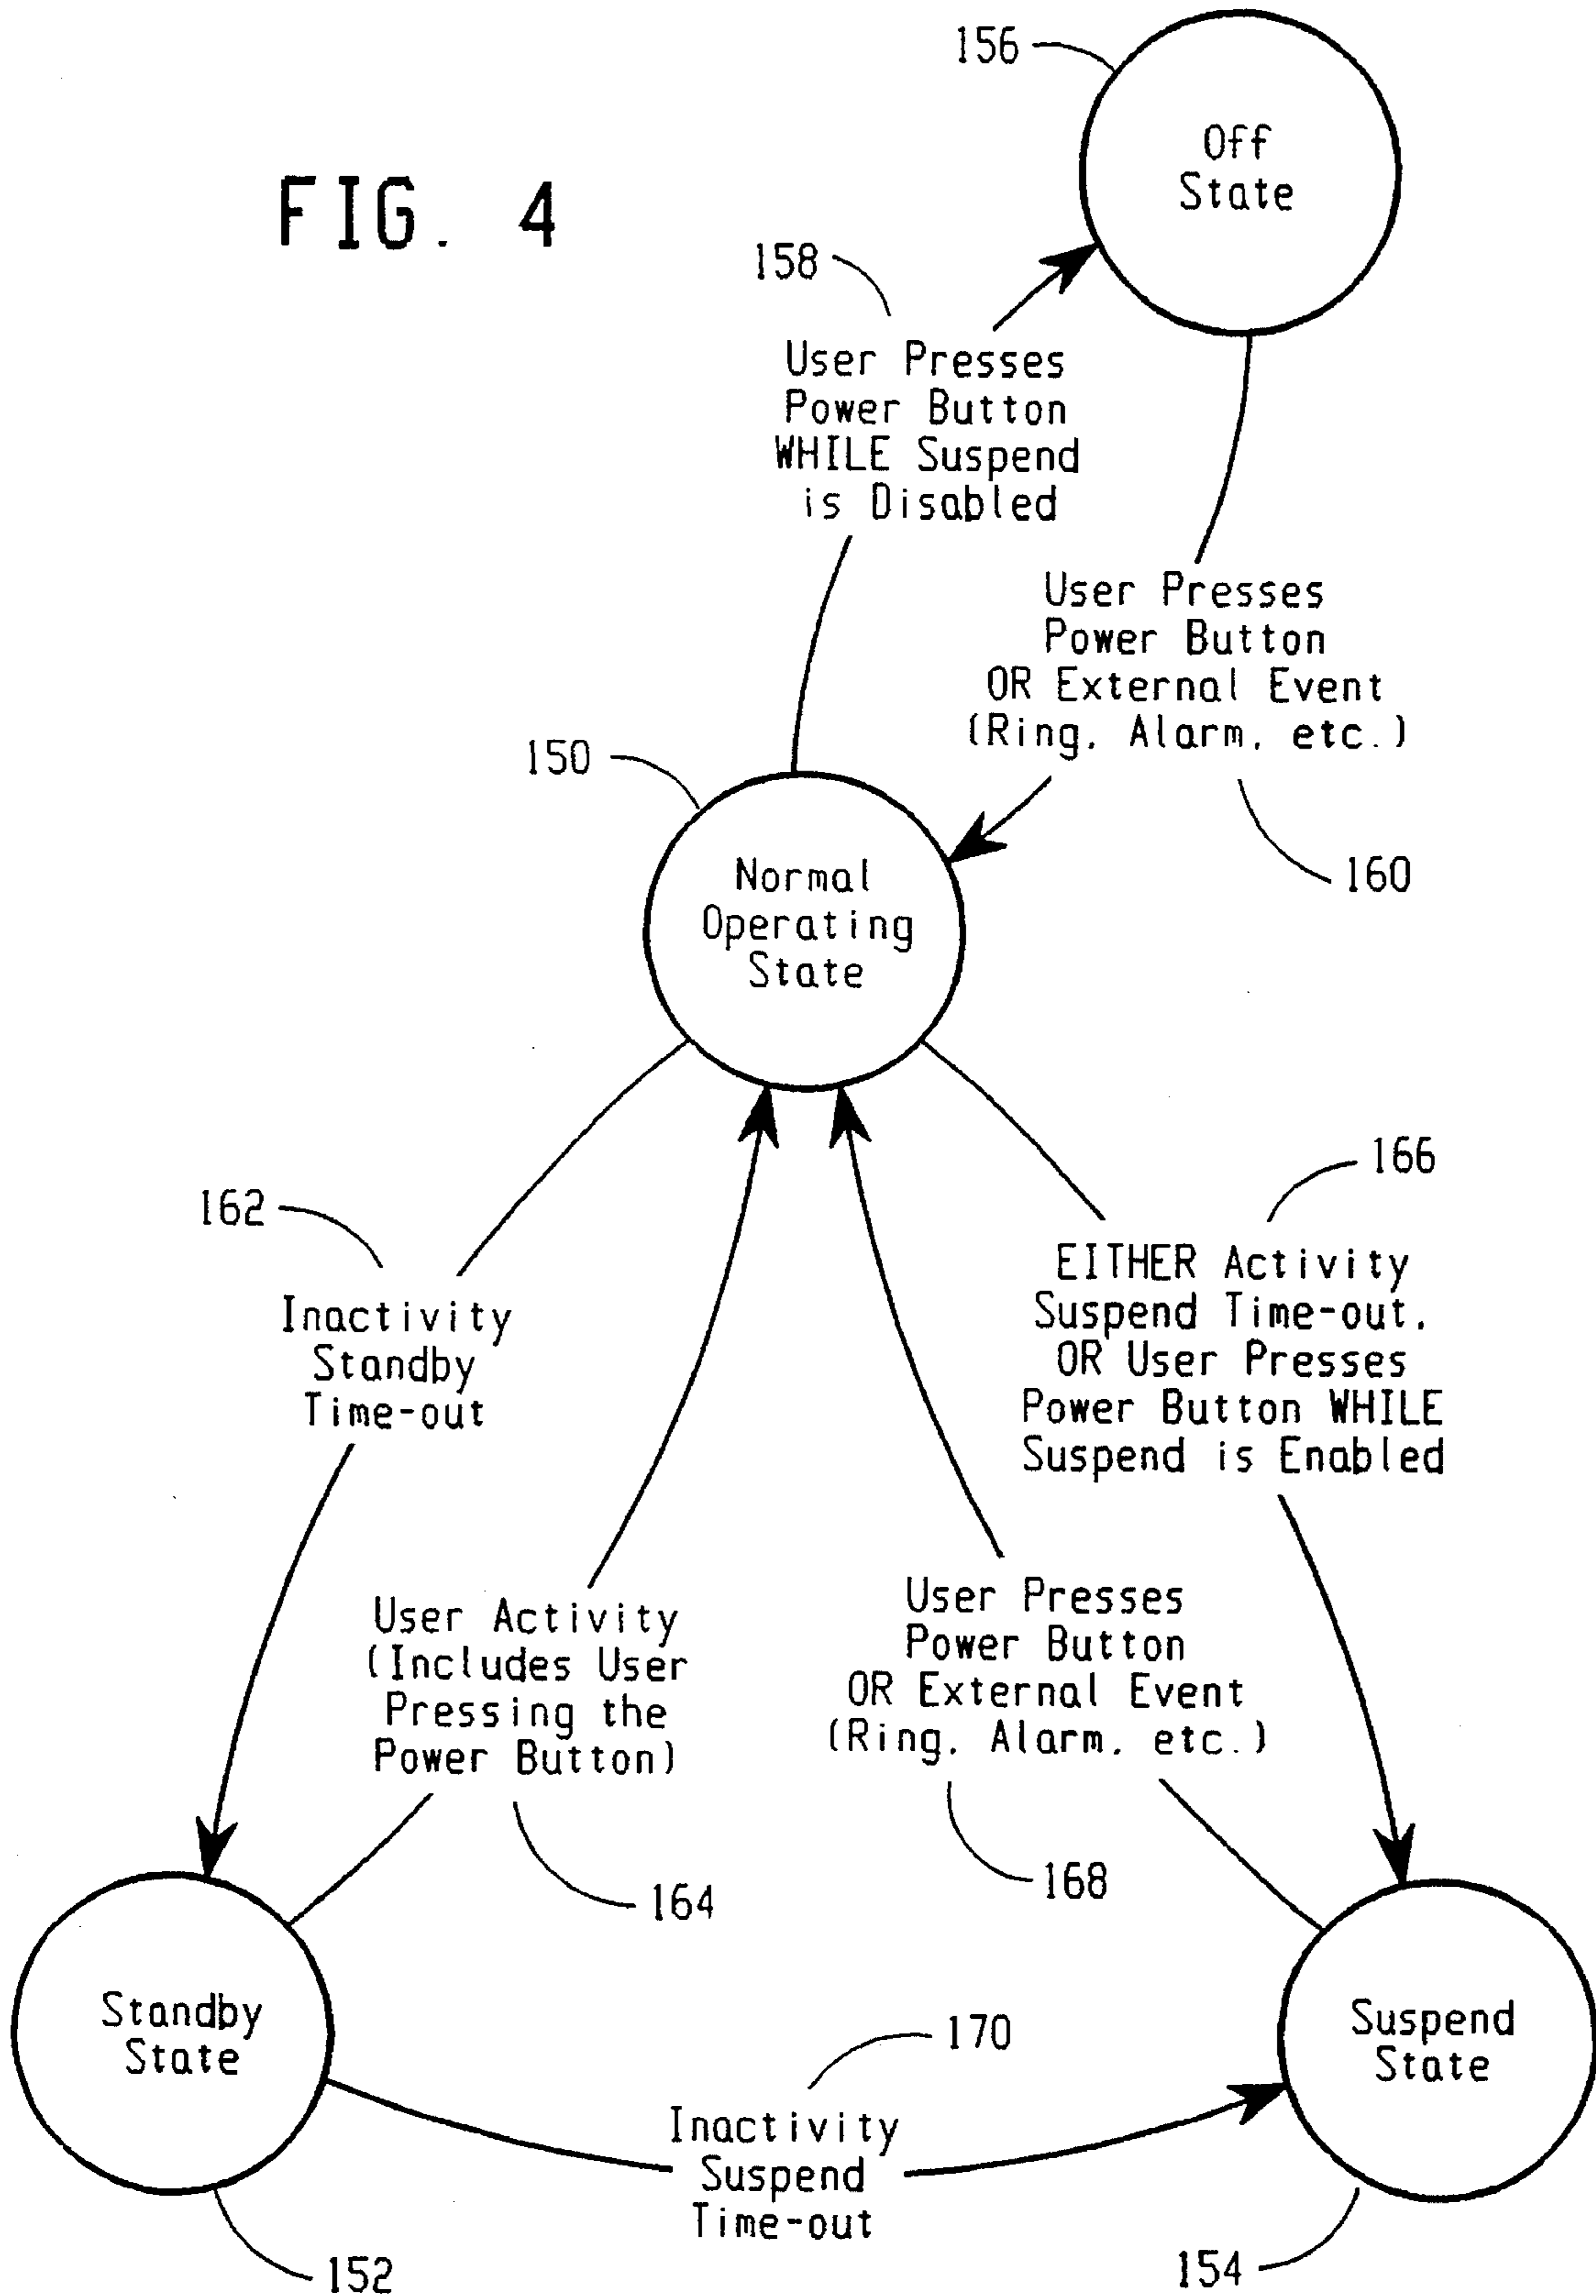 156
Off
State
FIG. 4
158
User Presses
Power Button
WHILE Suspend
is Disabled
User Presses
Power Button
OR External Event
(Ring, Alarm, etc.)
150
160
Normal
Operating
State
166
162
EITHER Activity
Suspend Time-out,
OR User Presses
Power Button WHILE
Suspend is Enabled
Inactivity
Standby
Time-out
User Activity
(Includes User
Pressing the
Power Button)
User Presses
Power Button
OR External Event
(Ring, Alarm, etc.)
168
164
Standby
State
Suspend
State
170
Inactivity
Suspend
Time-out
152
154